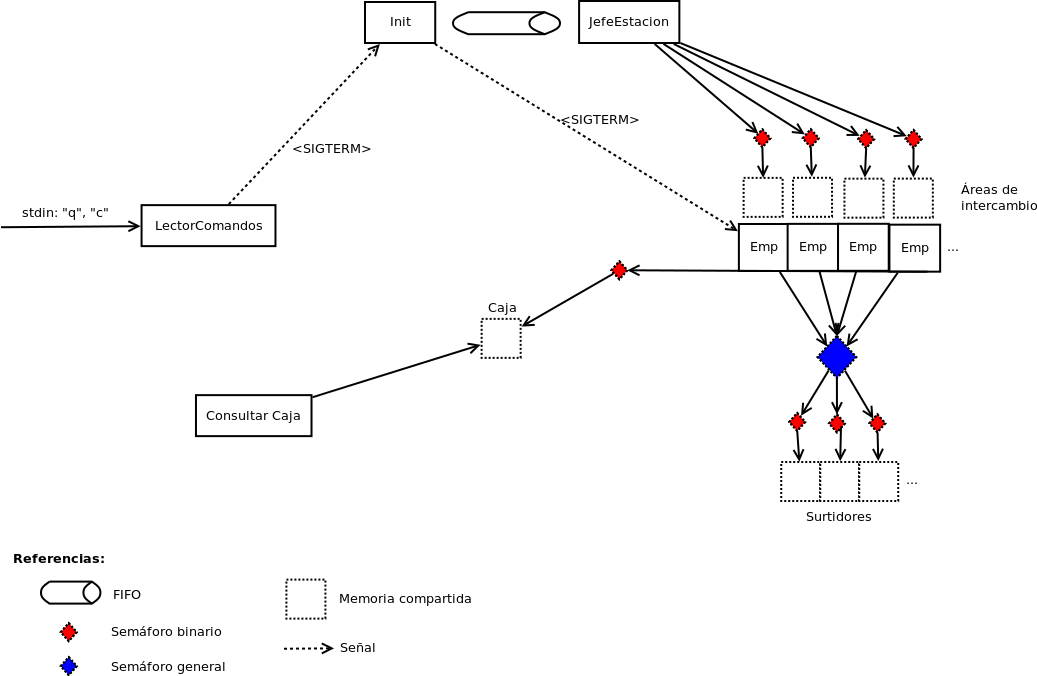 Init
JefeEstacion
<SIGTERM>
<SIGTERM>
Áreas de
intercambio
stdin: "q", "c"
LectorComandos
Emp
Emp
Emp
Emp
...
Caja
Consultar Caja
...
Surtidores
Referencias:
FIFO
Memoria compartida
Semáforo binario
Señal
Semáforo general